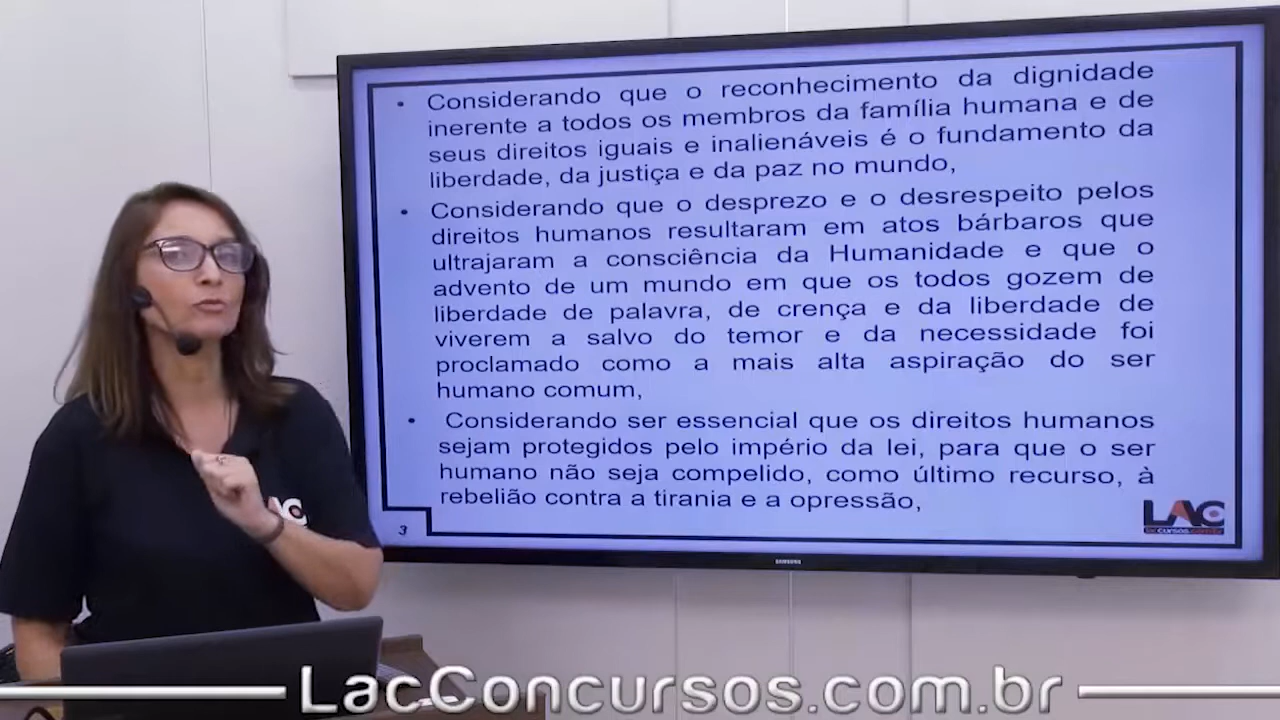 • Considerando que o reconhecimento da dignidade
inerente a todos os membros da família humana e de
seus direitos iguais e inalienáveis é o fundamento da
liberdade, da justiça e da paz no mundo,
• Considerando que o desprezo e o desrespeito pelos
direitos humanos resultaram em atos bárbaros que
ultrajaram a consciência da Humanidade e que o
advento de um mundo em que os todos gozem de
liberdade de palavra, de crença e da liberdade de
viverem a salvo do temor e da necessidade foi
proclamado como a mais alta aspiração do ser
humano comum,
• Considerando ser essencial que os direitos humanos
sejam protegidos pelo império da lei, para que o ser
humano não seja compelido, como último recurso, à
rebelião contra a tirania e a opressão,
3
LAC
lacconcursos.com.br
SAMSUNG
LAC
LacConcursos.com.br